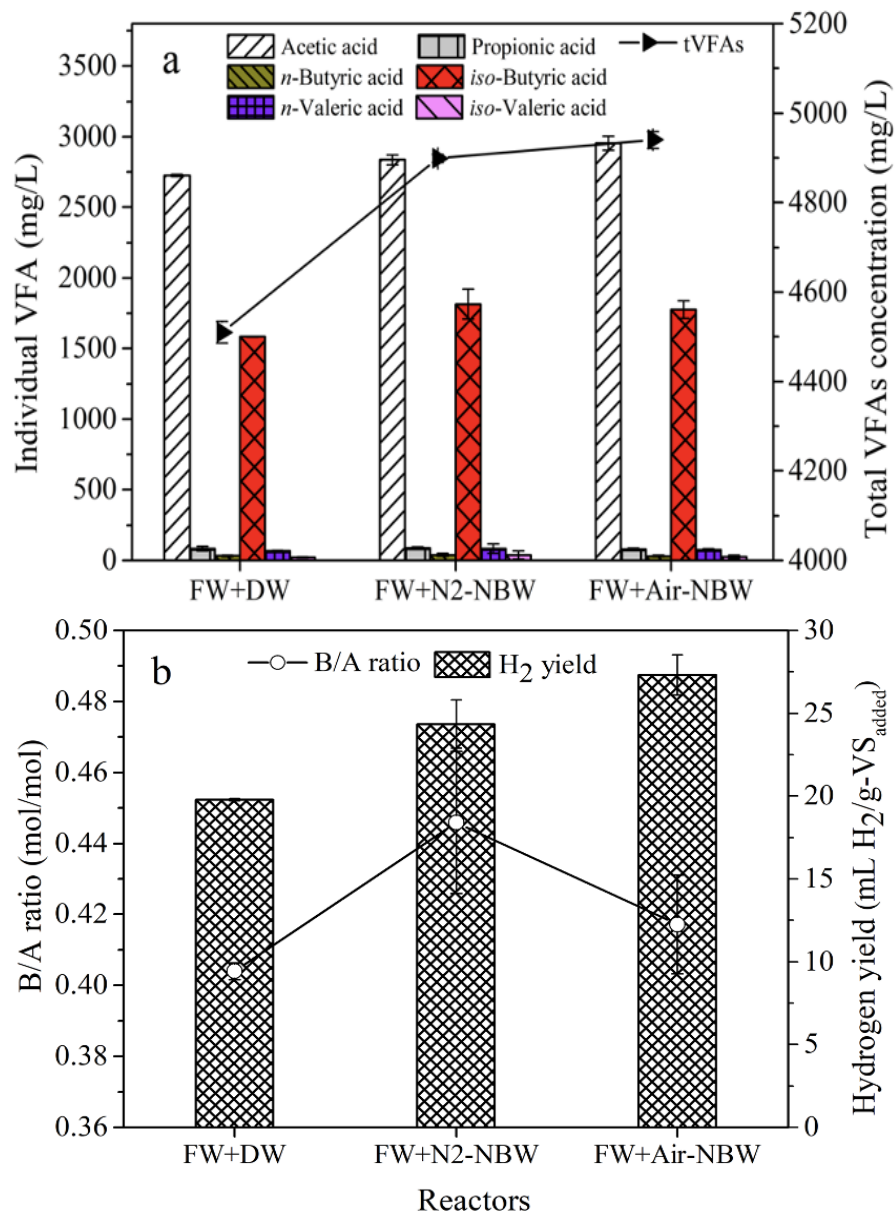 a
Acetic acid
Propionic acid
tVFAs
n-Butyric acid
iso-Butyric acid
n-Valeric acid
iso-Valeric acid
Individual VFA (mg/L)
3500
3000
2500
2000
1500
1000
500
0
Total VFAs concentration (mg/L)
5200
5000
4800
4600
4400
4200
4000
FW+DW
FW+N2-NBW
FW+Air-NBW
b
B/A ratio
H2 yield
B/A ratio (mol/mol)
0.50
0.48
0.46
0.44
0.42
0.40
0.38
0.36
Hydrogen yield (mL H2/g-VSadded)
30
25
20
15
10
5
0
FW+DW
FW+N2-NBW
FW+Air-NBW
Reactors